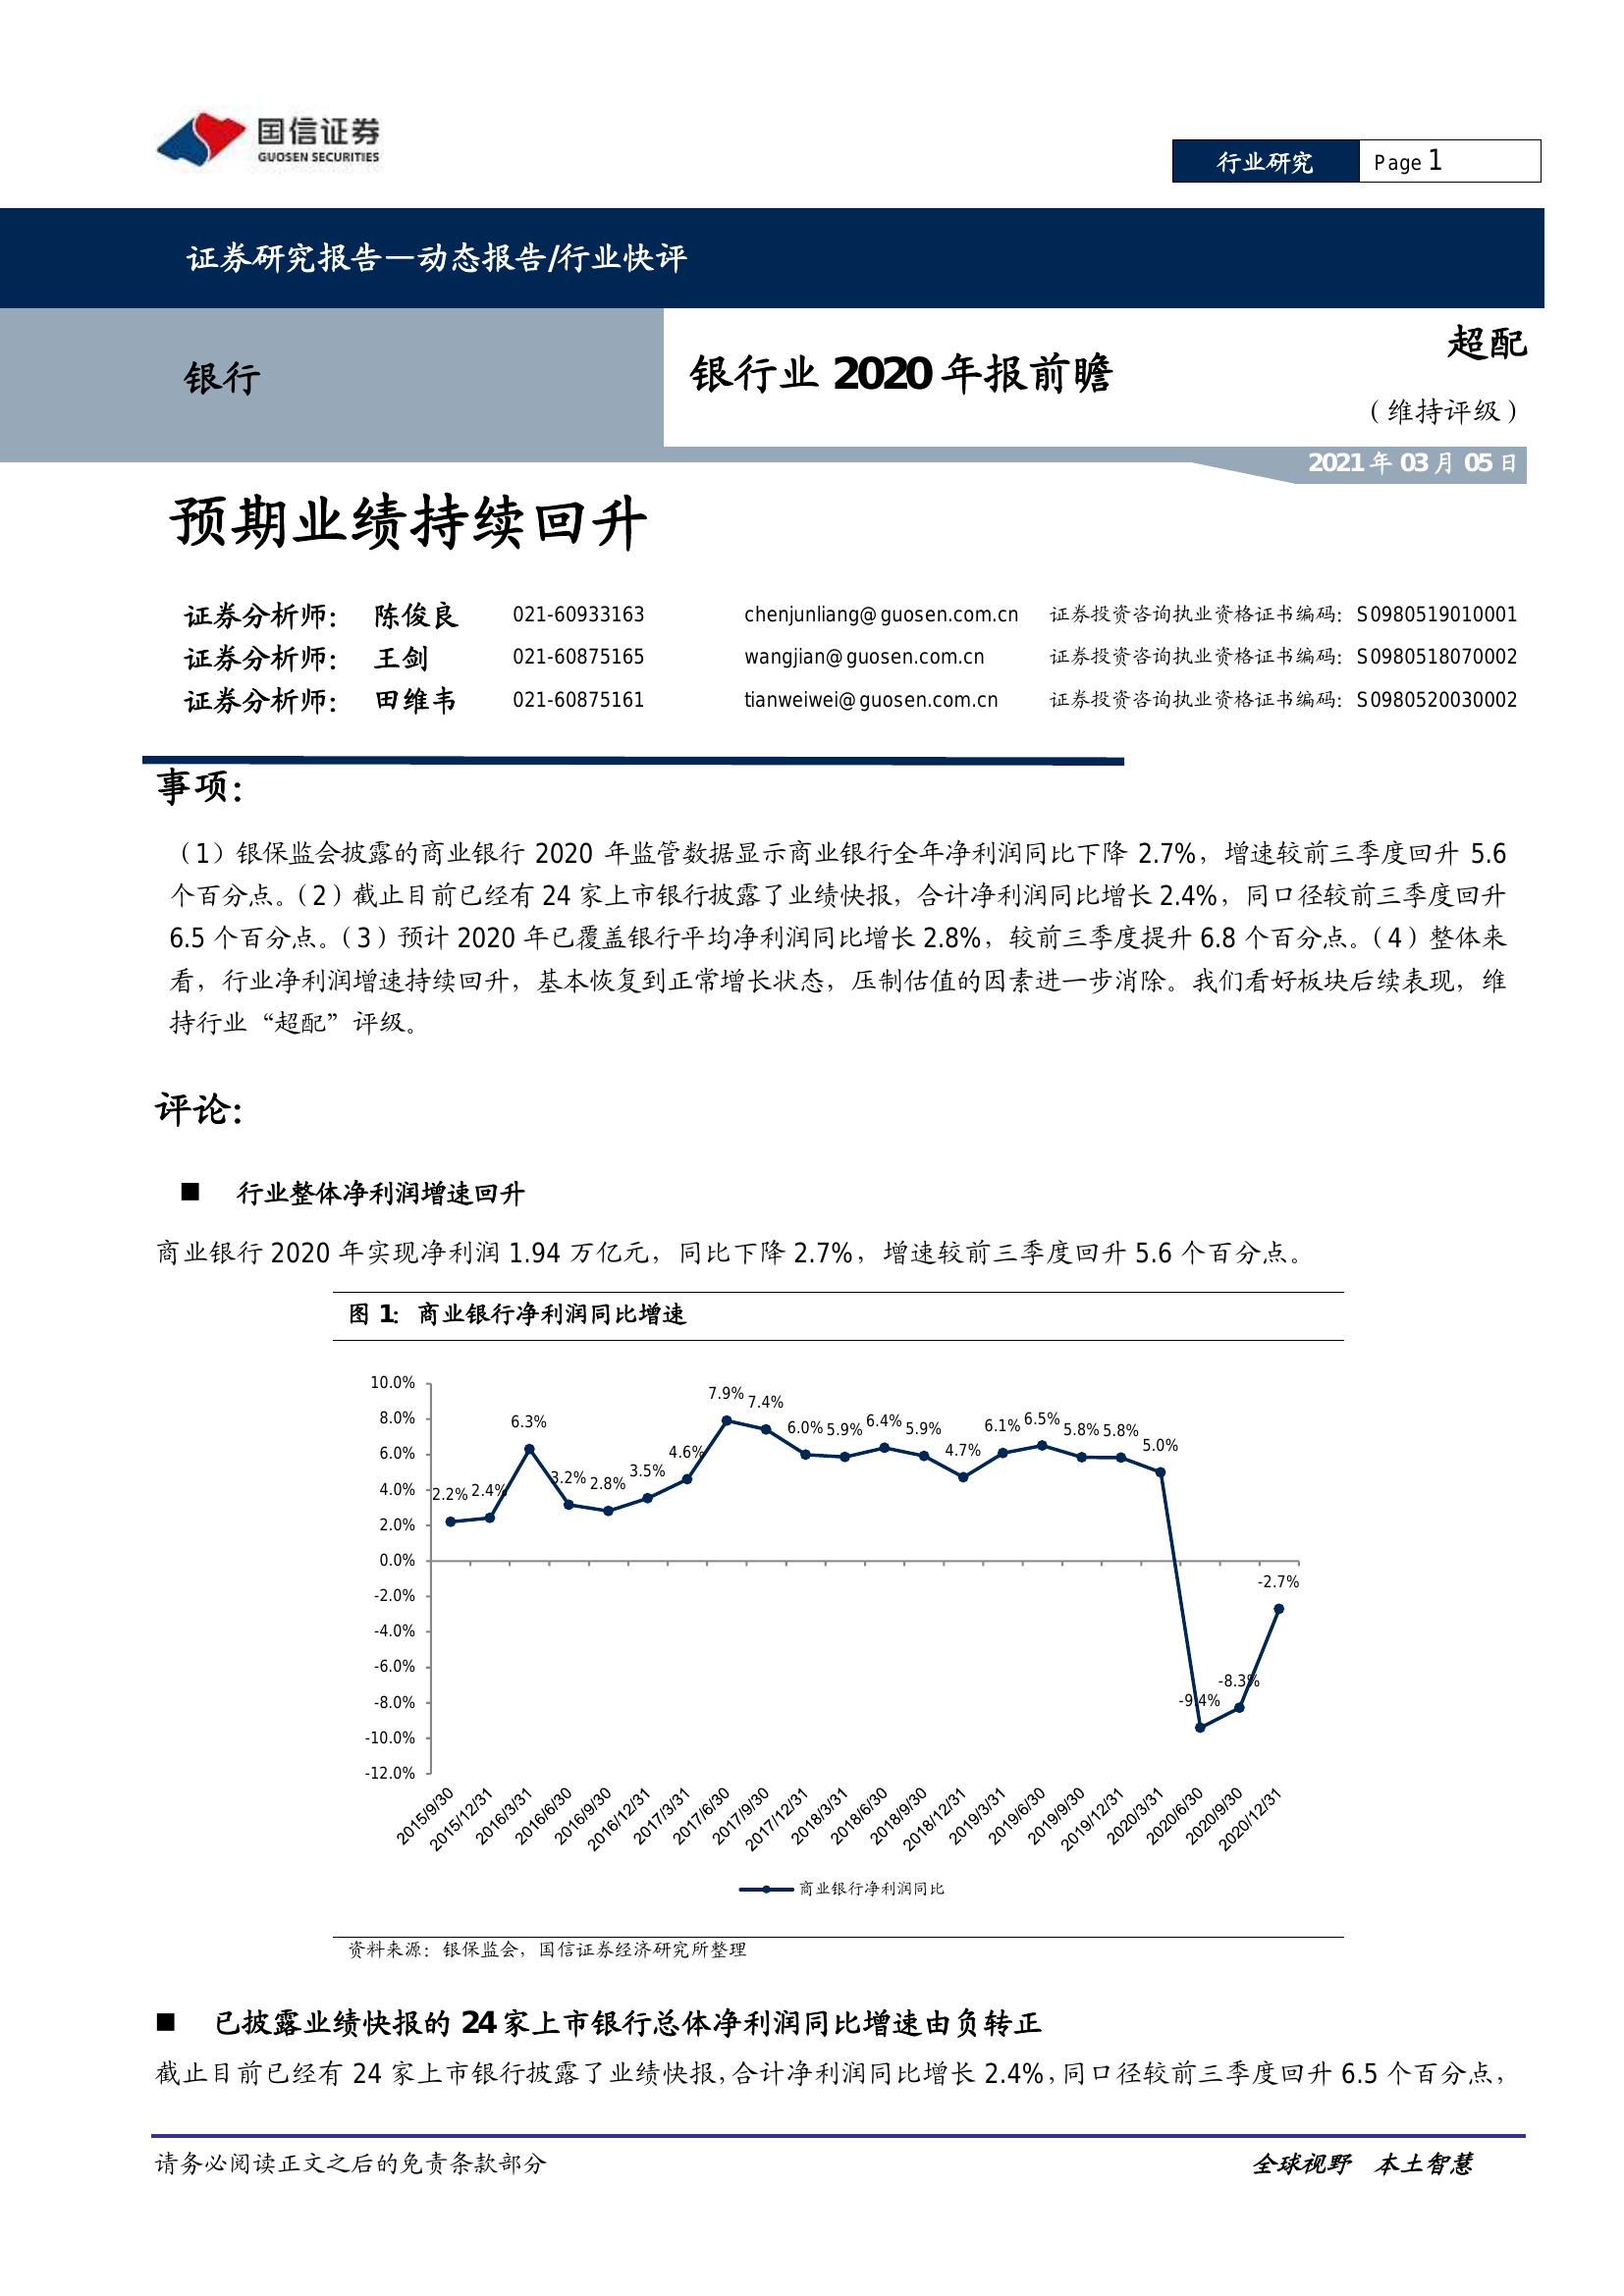 国信证券
GUOSEN SECURITIES
行业研究
Page 1
证券研究报告—动态报告/行业快评
银行
银行业 2020 年报前瞻
超配
（维持评级）
2021 年 03 月 05 日
预期业绩持续回升
证券分析师： 陈俊良 021-60933163 chenjunliang@guosen.com.cn 证券投资咨询执业资格证书编码：S0980519010001
证券分析师： 王剑 021-60875165 wangjian@guosen.com.cn 证券投资咨询执业资格证书编码：S0980518070002
证券分析师： 田维韦 021-60875161 tianweiwei@guosen.com.cn 证券投资咨询执业资格证书编码：S0980520030002
事项：
（1）银保监会披露的商业银行 2020 年监管数据显示商业银行全年净利润同比下降 2.7%，增速较前三季度回升 5.6
个百分点。（2）截止目前已经有 24 家上市银行披露了业绩快报，合计净利润同比增长 2.4%，同口径较前三季度回升
6.5 个百分点。（3）预计 2020 年已覆盖银行平均净利润同比增长 2.8%，较前三季度提升 6.8 个百分点。（4）整体来
看，行业净利润增速持续回升，基本恢复到正常增长状态，压制估值的因素进一步消除。我们看好板块后续表现，维
持行业“超配”评级。
评论：
■ 行业整体净利润增速回升
商业银行 2020 年实现净利润 1.94 万亿元，同比下降 2.7%，增速较前三季度回升 5.6 个百分点。
图 1：商业银行净利润同比增速
10.0%
8.0%
6.0%
4.0%
2.0%
0.0%
-2.0%
-4.0%
-6.0%
-8.0%
-10.0%
-12.0%
2.2% 2.4% 6.3% 3.2% 2.8% 3.5% 4.6% 7.9% 7.4% 6.0% 5.9% 6.4% 5.9% 4.7% 6.1% 6.5% 5.8% 5.8% 5.0% -9.4% -8.3% -2.7%
2015/9/30 2015/12/31 2016/3/31 2016/6/30 2016/9/30 2016/12/31 2017/3/31 2017/6/30 2017/9/30 2017/12/31 2018/3/31 2018/6/30 2018/9/30 2018/12/31 2019/3/31 2019/6/30 2019/9/30 2019/12/31 2020/3/31 2020/6/30 2020/9/30 2020/12/31
商业银行净利润同比
资料来源：银保监会，国信证券经济研究所整理
■ 已披露业绩快报的 24 家上市银行总体净利润同比增速由负转正
截止目前已经有 24 家上市银行披露了业绩快报，合计净利润同比增长 2.4%，同口径较前三季度回升 6.5 个百分点，
请务必阅读正文之后的免责条款部分
全球视野 本土智慧